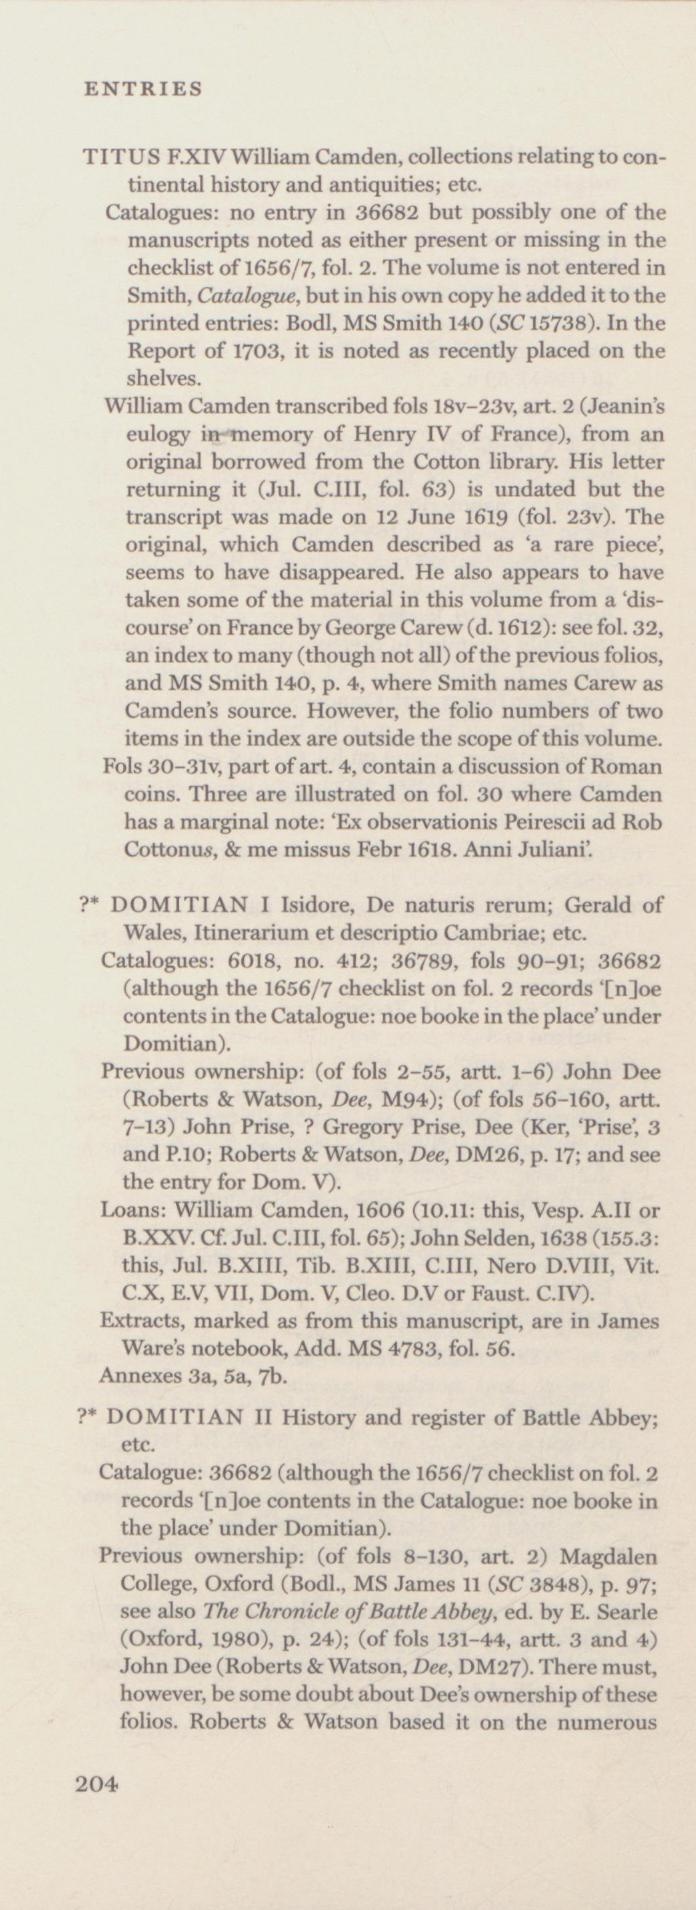 ENTRIES
TITUS F.XIV William Camden, collections relating to con-
tinental history and antiquities; etc.
Catalogues: no entry in 36682 but possibly one of the
manuscripts noted as either present or missing in the
checklist of 1656/7, fol. 2. The volume is not entered in
Smith, Catalogue, but in his own copy he added it to the
printed entries: Bodl, MS Smith 140 (SC 15738). In the
Report of 1703, it is noted as recently placed on the
shelves.
William Camden transcribed fols 18v–23v, art. 2 (Jeanin's
eulogy in memory of Henry IV of France), from an
original borrowed from the Cotton library. His letter
returning it (Jul. C.III, fol. 63) is undated but the
transcript was made on 12 June 1619 (fol. 23v). The
original, which Camden described as ‘a rare piece’,
seems to have disappeared. He also appears to have
taken some of the material in this volume from a ‘dis-
course’ on France by George Carew (d. 1612): see fol. 32,
an index to many (though not all) of the previous folios,
and MS Smith 140, p. 4, where Smith names Carew as
Camden's source. However, the folio numbers of two
items in the index are outside the scope of this volume.
Fols 30–31v, part of art. 4, contain a discussion of Roman
coins. Three are illustrated on fol. 30 where Camden
has a marginal note: ‘Ex observationis Peirescii ad Rob
Cottonus, & me missus Febr 1618. Anni Juliani’.
?* DOMITIAN I Isidore, De naturis rerum; Gerald of
Wales, Itinerarium et descriptio Cambriae; etc.
Catalogues: 6018, no. 412; 36789, fols 90–91; 36682
(although the 1656/7 checklist on fol. 2 records ‘[n]oe
contents in the Catalogue: noe booke in the place’ under
Domitian).
Previous ownership: (of fols 2–55, artt. 1–6) John Dee
(Roberts & Watson, Dee, M94); (of fols 56–160, artt.
7–13) John Prise, ? Gregory Prise, Dee (Ker, ‘Prise’, 3
and P.10; Roberts & Watson, Dee, DM26, p. 17; and see
the entry for Dom. V).
Loans: William Camden, 1606 (10.11: this, Vesp. A.II or
B.XXV. Cf. Jul. C.III, fol. 65); John Selden, 1638 (155.3:
this, Jul. B.XIII, Tib. B.XIII, C.III, Nero D.VIII, Vit.
C.X, E.V, VII, Dom. V, Cleo. D.V or Faust. C.IV).
Extracts, marked as from this manuscript, are in James
Ware's notebook, Add. MS 4783, fol. 56.
Annexes 3a, 5a, 7b.
?* DOMITIAN II History and register of Battle Abbey;
etc.
Catalogue: 36682 (although the 1656/7 checklist on fol. 2
records ‘[n]oe contents in the Catalogue: noe booke in
the place’ under Domitian).
Previous ownership: (of fols 8–130, art. 2) Magdalen
College, Oxford (Bodl., MS James 11 (SC 3848), p. 97;
see also The Chronicle of Battle Abbey, ed. by E. Searle
(Oxford, 1980), p. 24); (of fols 131–44, artt. 3 and 4)
John Dee (Roberts & Watson, Dee, DM27). There must,
however, be some doubt about Dee's ownership of these
folios. Roberts & Watson based it on the numerous
204